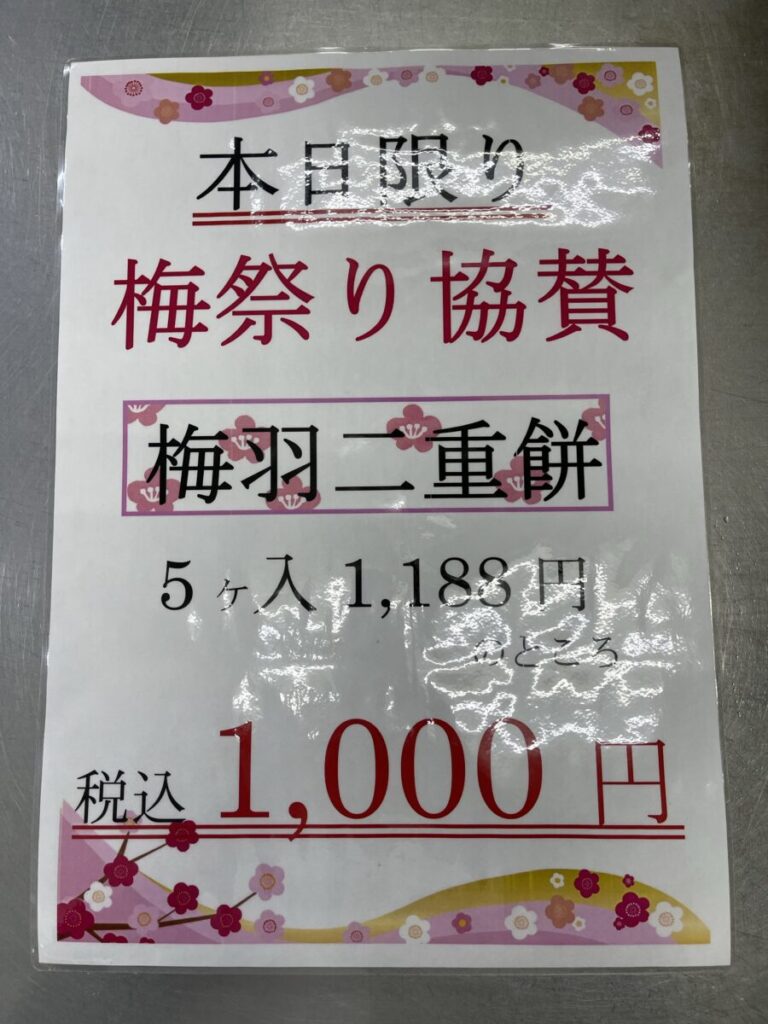 本日限り
梅祭り協賛
梅羽二重餅
5ヶ入 1,188 円
のところ
税込 1,000 円